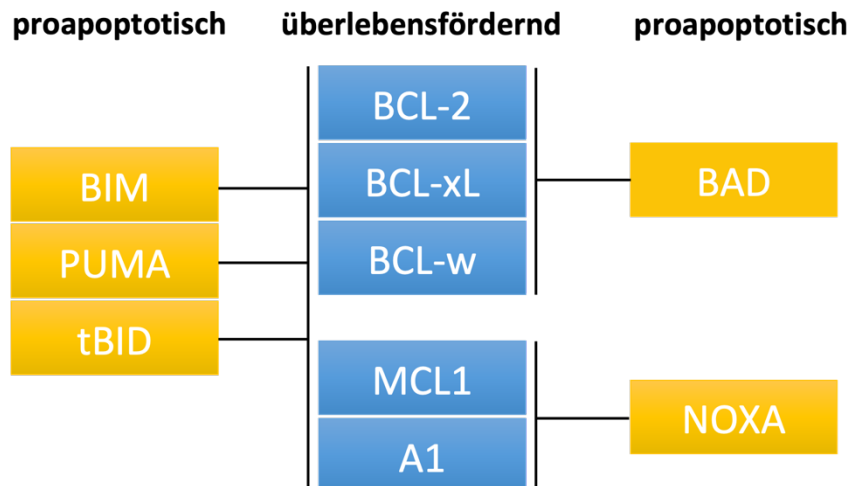 proapoptotisch überlebensfördernd proapoptotisch
BCL-2
BIM BCL-xL BAD
PUMA BCL-w
tBID
MCL1
NOXA
A1